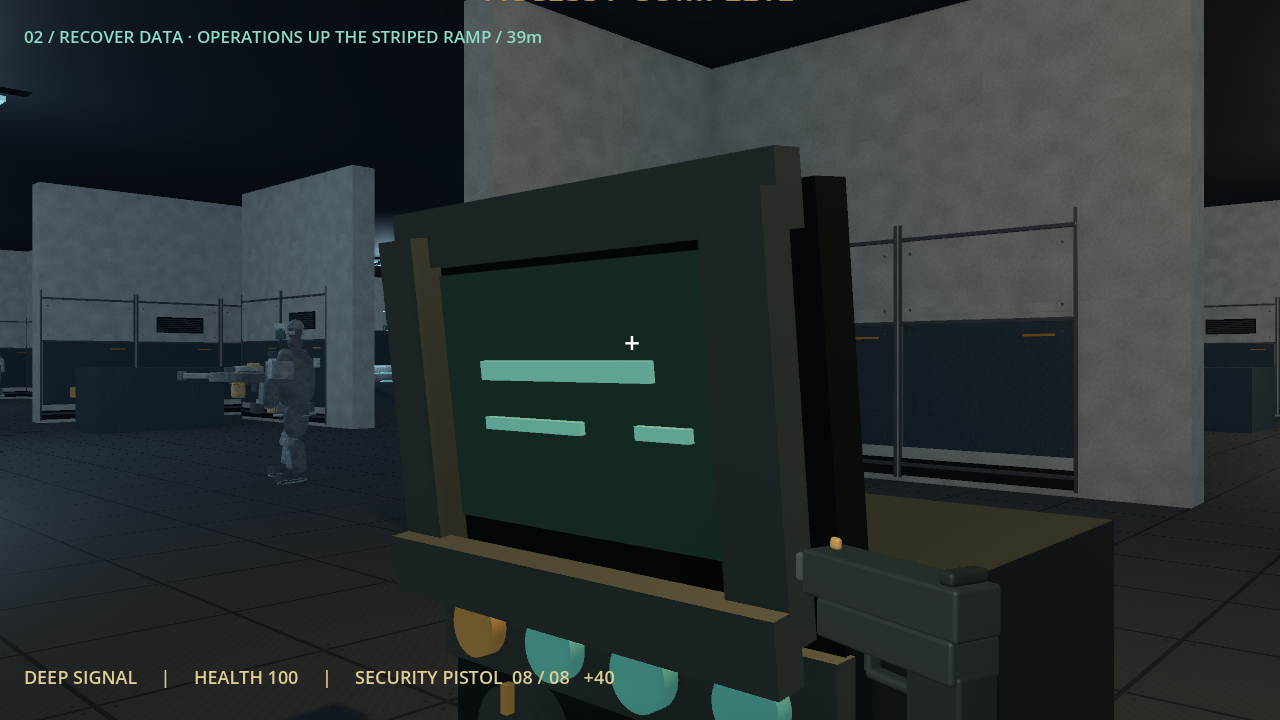 02 / RECOVER DATA · OPERATIONS UP THE STRIPED RAMP / 39m
DEEP SIGNAL | HEALTH 100 | SECURITY PISTOL 08 / 08 +40